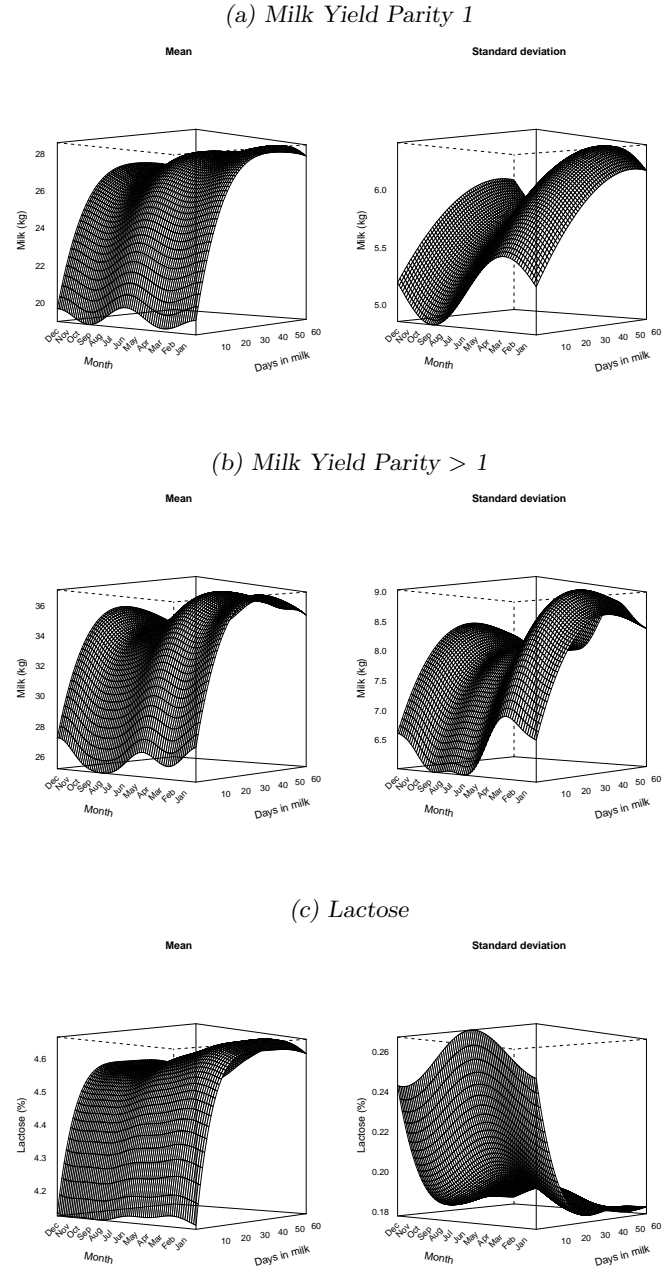 (a) Milk Yield Parity 1
Mean
Standard deviation
Milk (kg)
28
26
24
22
20
Dec
Nov
Oct
Sep
Aug
Jul
Jun
May
Apr
Mar
Feb
Jan
Month
10
20
30
40
50
60
Days in milk
Milk (kg)
6.0
5.5
5.0
Dec
Nov
Oct
Sep
Aug
Jul
Jun
May
Apr
Mar
Feb
Jan
Month
10
20
30
40
50
60
Days in milk
(b) Milk Yield Parity > 1
Mean
Standard deviation
Milk (kg)
36
34
32
30
28
26
Dec
Nov
Oct
Sep
Aug
Jul
Jun
May
Apr
Mar
Feb
Jan
Month
10
20
30
40
50
60
Days in milk
Milk (kg)
9.0
8.5
8.0
7.5
7.0
6.5
Dec
Nov
Oct
Sep
Aug
Jul
Jun
May
Apr
Mar
Feb
Jan
Month
10
20
30
40
50
60
Days in milk
(c) Lactose
Mean
Standard deviation
Lactose (%)
4.6
4.5
4.4
4.3
4.2
Dec
Nov
Oct
Sep
Aug
Jul
Jun
May
Apr
Mar
Feb
Jan
Month
10
20
30
40
50
60
Days in milk
Lactose (%)
0.26
0.24
0.22
0.20
0.18
Dec
Nov
Oct
Sep
Aug
Jul
Jun
May
Apr
Mar
Feb
Jan
Month
10
20
30
40
50
60
Days in milk